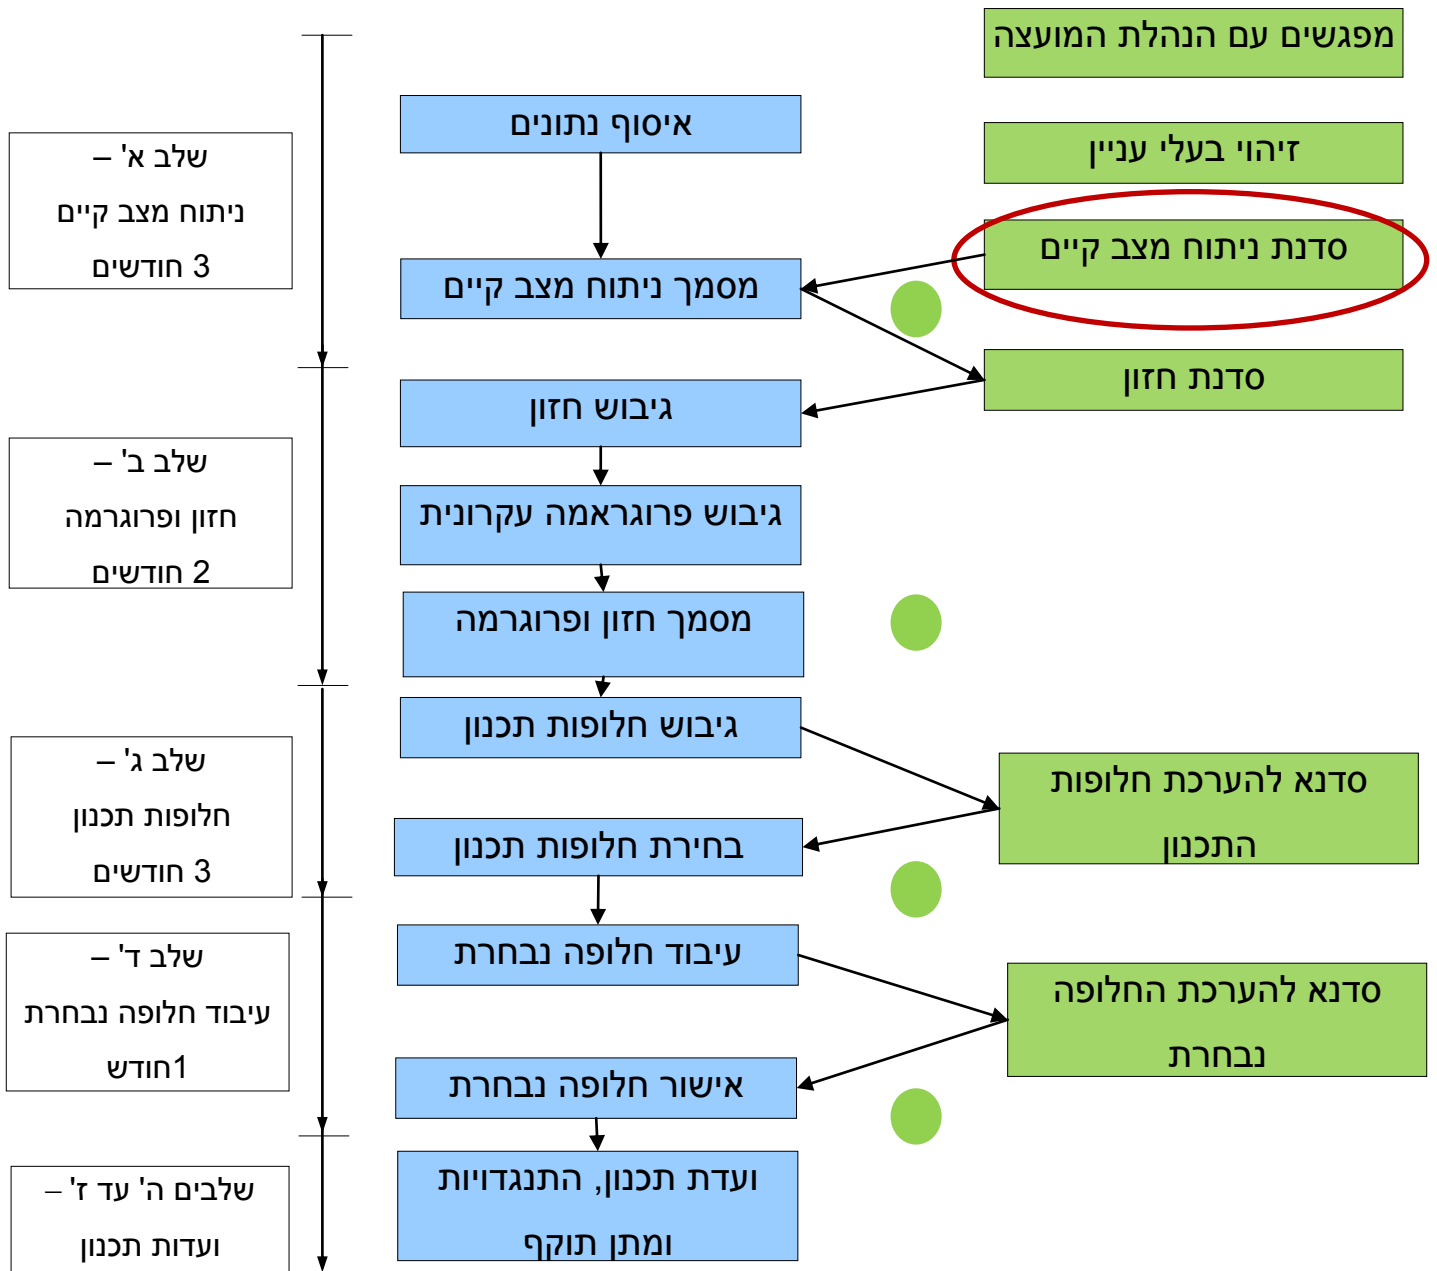 מפגשים עם הנהלת המועצה
איסוף נתונים
זיהוי בעלי עניין
שלב א' –
ניתוח מצב קיים
3 חודשים
סדנת ניתוח מצב קיים
מסמך ניתוח מצב קיים
סדנת חזון
גיבוש חזון
שלב ב' –
חזון ופרוגרמה
2 חודשים
גיבוש פרוגראמה עקרונית
מסמך חזון ופרוגרמה
גיבוש חלופות תכנון
שלב ג' –
חלופות תכנון
3 חודשים
סדנא להערכת חלופות
התכנון
בחירת חלופות תכנון
עיבוד חלופה נבחרת
שלב ד' –
עיבוד חלופה נבחרת
1חודש
סדנא להערכת החלופה
נבחרת
אישור חלופה נבחרת
ועדת תכנון, התנגדויות
ומתן תוקף
שלבים ה' עד ז' –
ועדות תכנון